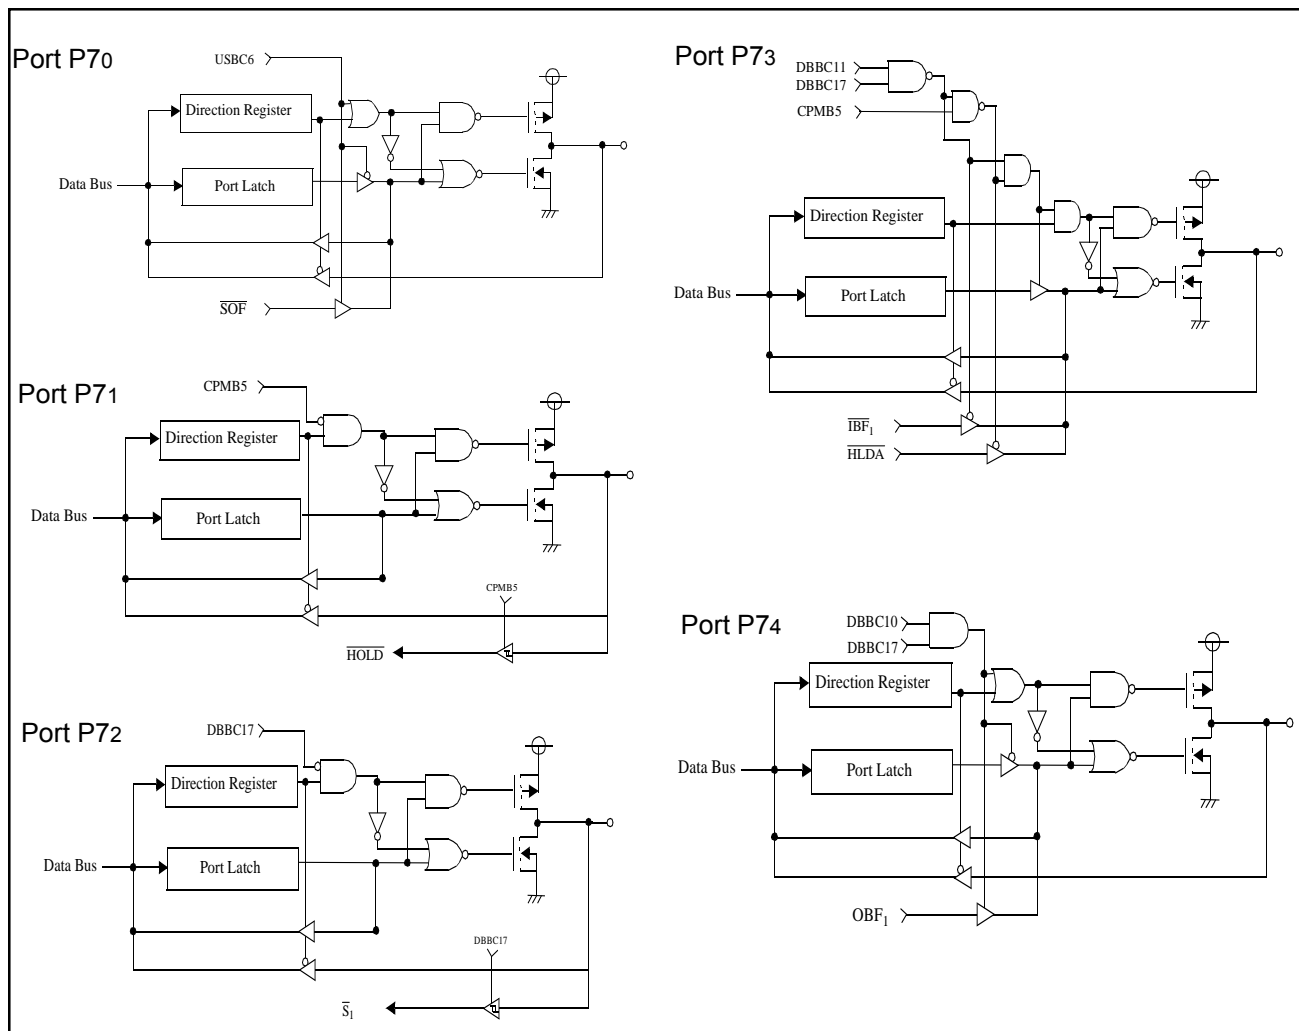 Port P70
USBC6
Direction Register
Data Bus
Port Latch
SOF
Port P71
CPMB5
Direction Register
Data Bus
Port Latch
CPMB5
HOLD
Port P72
DBBC17
Direction Register
Data Bus
Port Latch
DBBC17
S1
Port P73
DBBC11
DBBC17
CPMB5
Direction Register
Data Bus
Port Latch
IBF1
HLDA
Port P74
DBBC10
DBBC17
Direction Register
Data Bus
Port Latch
OBF1